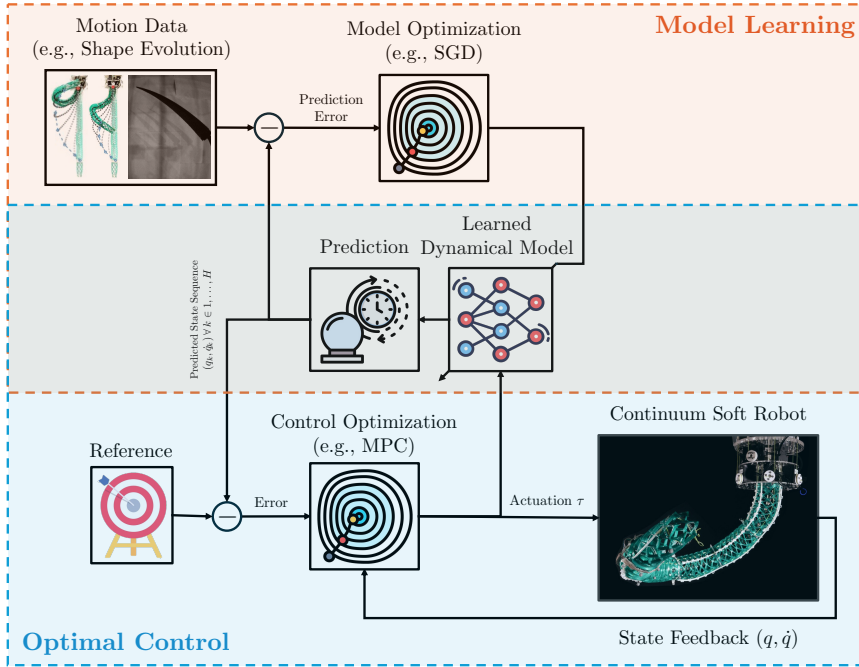 Motion Data
(e.g., Shape Evolution)
Model Optimization
(e.g., SGD)
Model Learning
Prediction
Error
Learned
Dynamical Model
Prediction
Predicted State Sequence
(q_k, q̇_k) ∀ k ∈ 1, . . . , H
Control Optimization
(e.g., MPC)
Continuum Soft Robot
Reference
Error
Actuation τ
Optimal Control
State Feedback (q, q̇)